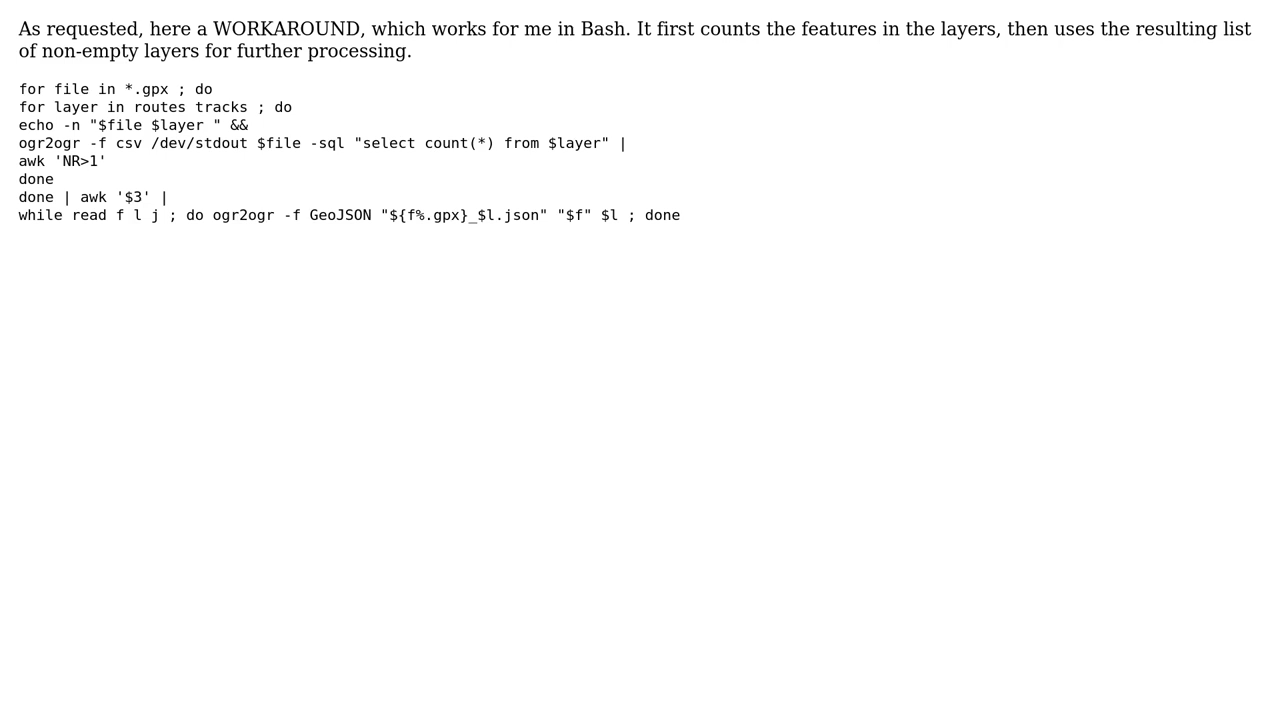 As requested, here a WORKAROUND, which works for me in Bash. It first counts the features in the layers, then uses the resulting list
of non-empty layers for further processing.
for file in *.gpx ; do
for layer in routes tracks ; do
echo -n "$file $layer " &&
ogr2ogr -f csv /dev/stdout $file -sql "select count(*) from $layer" |
awk 'NR>1'
done
done | awk '$3' |
while read f l j ; do ogr2ogr -f GeoJSON "${f%.gpx}_$l.json" "$f" $l ; done